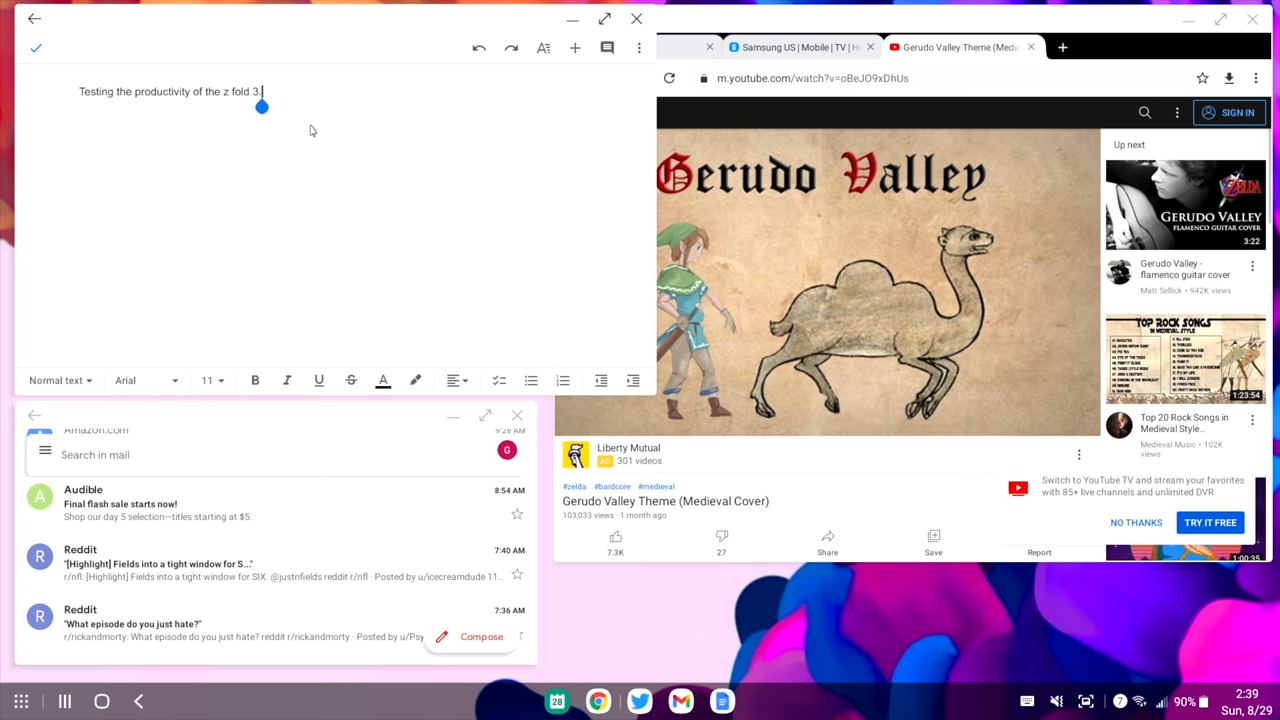 Testing the productivity of the z fold 3.
Normal text
Arial
11
B
I
U
S
A
Samsung US | Mobile | TV | H
Gerudo Valley Theme (Medi
m.youtube.com/watch?v=oBeJO9xDhUs
SIGN IN
Gerudo Valley
Up next
GERUDO VALLEY
FLAMENCO GUITAR COVER
3:22
Gerudo Valley -
flamenco guitar cover
Matt Sellick • 942K views
TOP ROCK SONGS
IN MEDIEVAL STYLE
1:23:54
Top 20 Rock Songs in
Medieval Style...
Medieval Music • 102K
views
Liberty Mutual
AD 301 videos
#zelda #bardcore #medieval
Gerudo Valley Theme (Medieval Cover)
103,033 views · 1 month ago
7.3K
27
Share
Save
Report
Switch to YouTube TV and stream your favorites
with 85+ live channels and unlimited DVR
NO THANKS
TRY IT FREE
1:00:35
Amazon.com
9:28 AM
Search in mail
G
A
Audible
8:54 AM
Final flash sale starts now!
Shop our day 5 selection—titles starting at $5.
R
Reddit
7:40 AM
"[Highlight] Fields into a tight window for S..."
r/nfl: [Highlight] Fields into a tight window for SIX. @justnfields reddit r/nfl · Posted by u/icecreamdude 11...
R
Reddit
7:36 AM
"What episode do you just hate?"
r/rickandmorty: What episode do you just hate? reddit r/rickandmorty · Posted by u/Psy
Compose
28
7
90%
2:39
Sun, 8/29